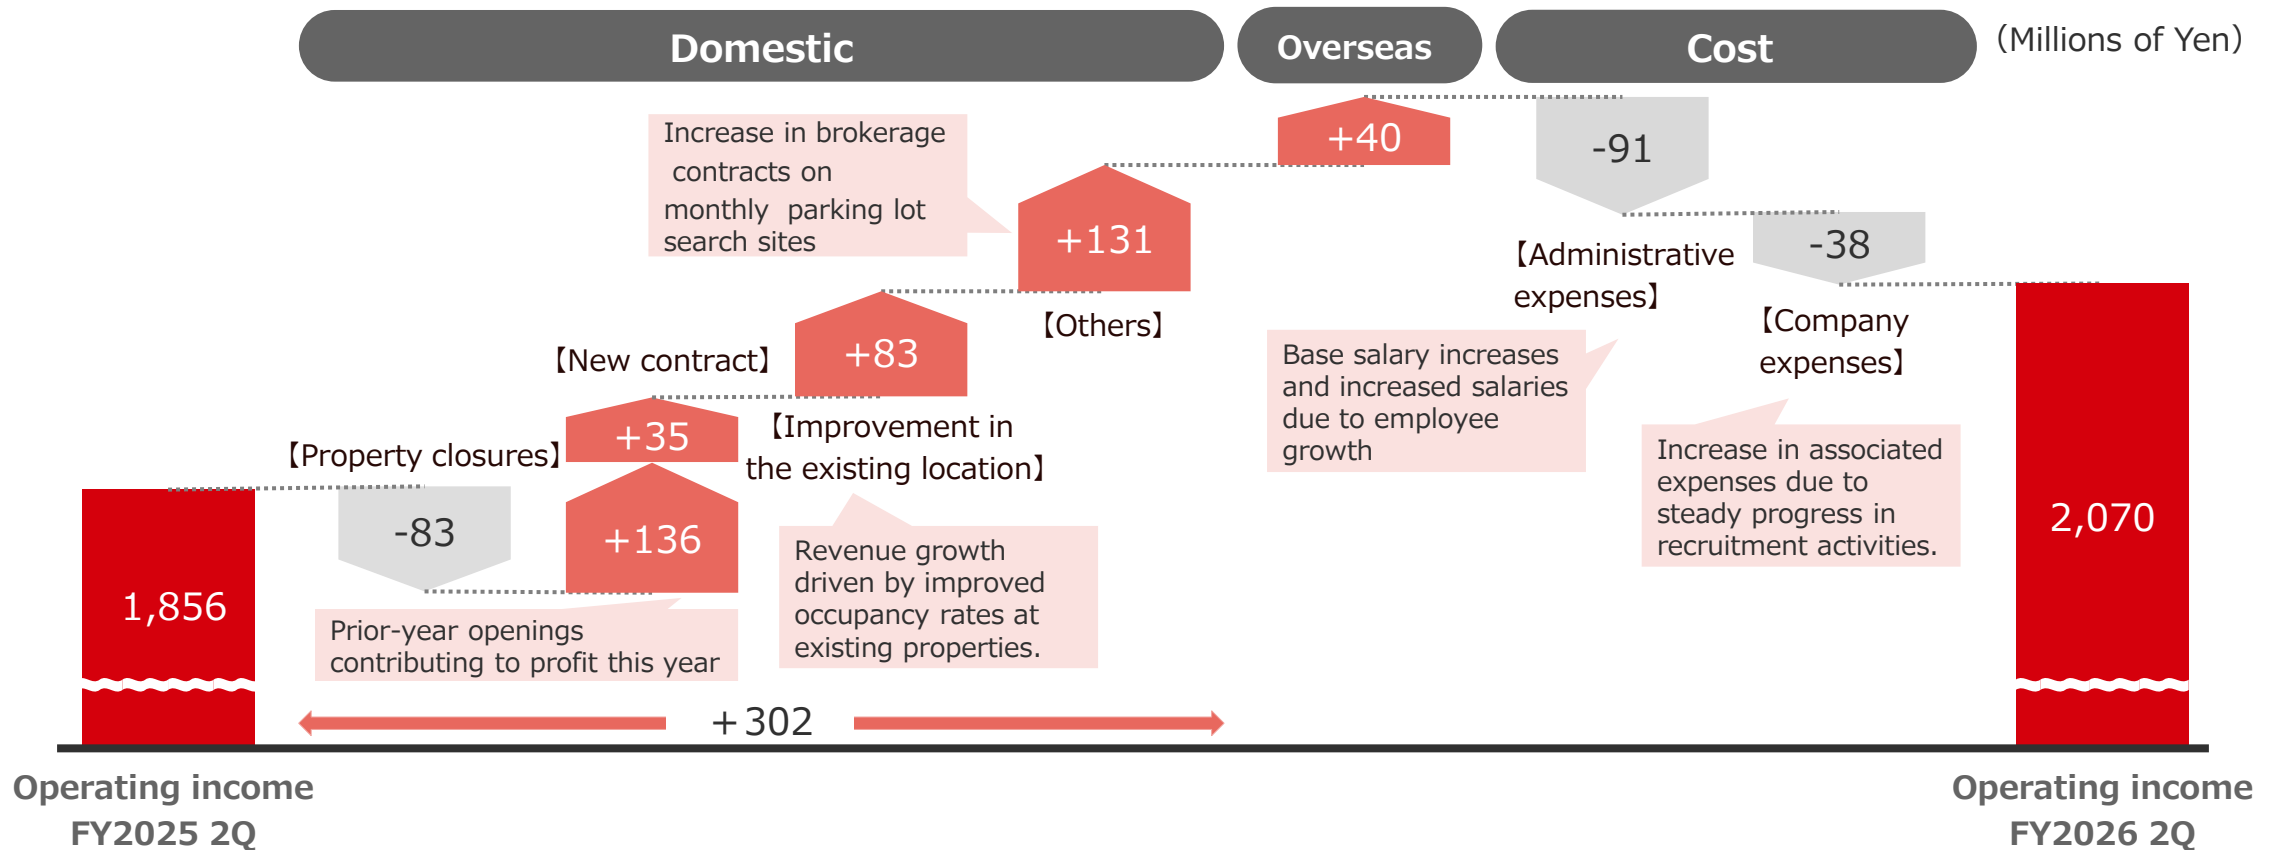 Domestic
Overseas
Cost
（Millions of Yen）
Increase in brokerage
contracts on
monthly parking lot
search sites
+40
-91
+131
-38
【Administrative
expenses】
【Others】
【Company
expenses】
【New contract】
+83
Base salary increases
and increased salaries
due to employee
growth
+35
【Improvement in
the existing location】
【Property closures】
Increase in associated
expenses due to
steady progress in
recruitment activities.
-83
+136
2,070
Revenue growth
driven by improved
occupancy rates at
existing properties.
1,856
Prior-year openings
contributing to profit this year
+302
Operating income
FY2025 2Q
Operating income
FY2026 2Q